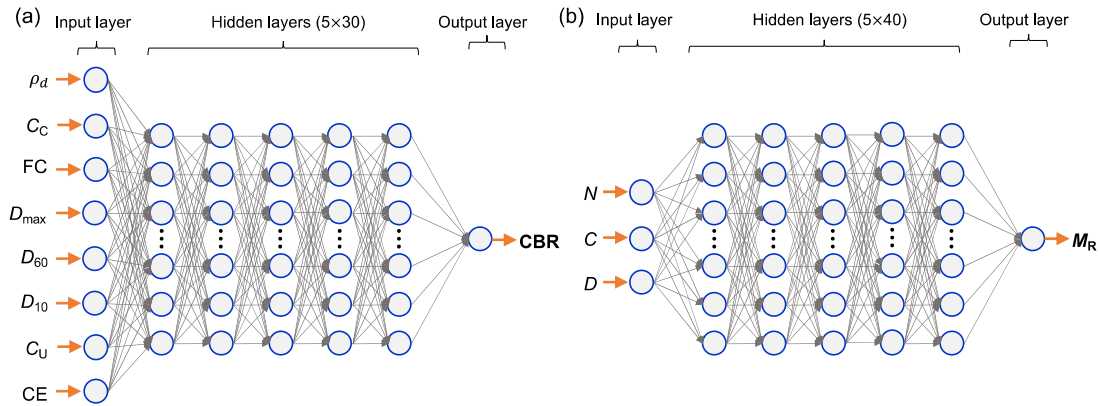 (a)
Input layer
Hidden layers (5×30)
Output layer
ρd
CC
FC
Dmax
D60
D10
CU
CE
CBR
(b)
Input layer
Hidden layers (5×40)
Output layer
N
C
D
MR